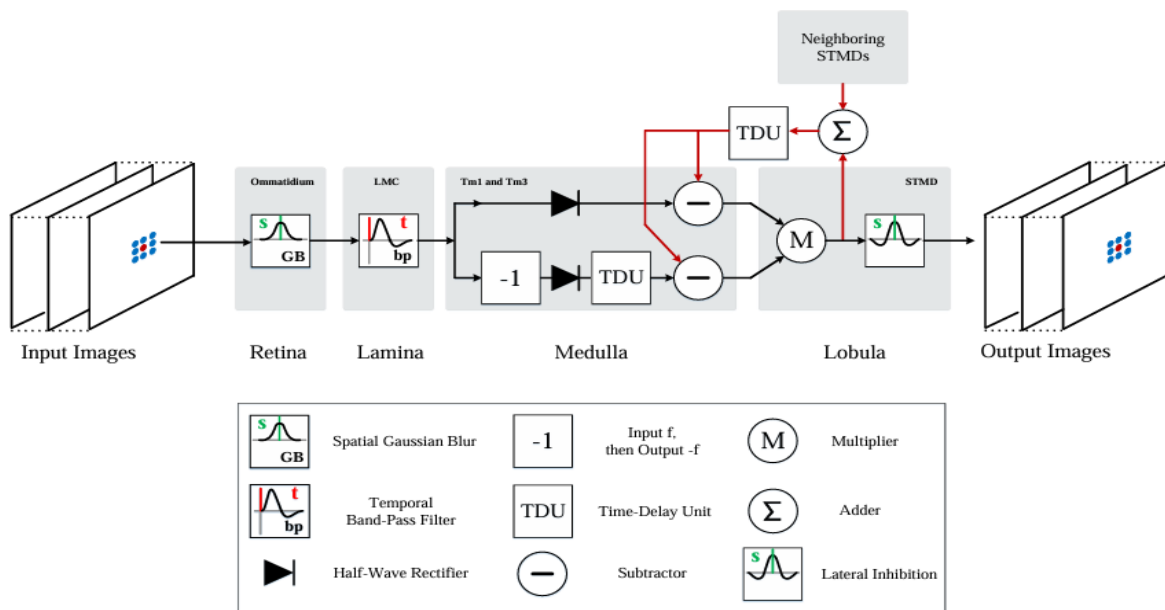 Neighboring
STMDs
TDU
Σ
Ommatidium
LMC
Tm1 and Tm3
STMD
s
GB
t
bp
−
M
s
-1
TDU
−
Input Images
Retina
Lamina
Medulla
Lobula
Output Images
s
GB
Spatial Gaussian Blur
-1
Input f,
then Output -f
M
Multiplier
t
bp
Temporal
Band-Pass Filter
TDU
Time-Delay Unit
Σ
Adder
Half-Wave Rectifier
−
Subtractor
s
Lateral Inhibition